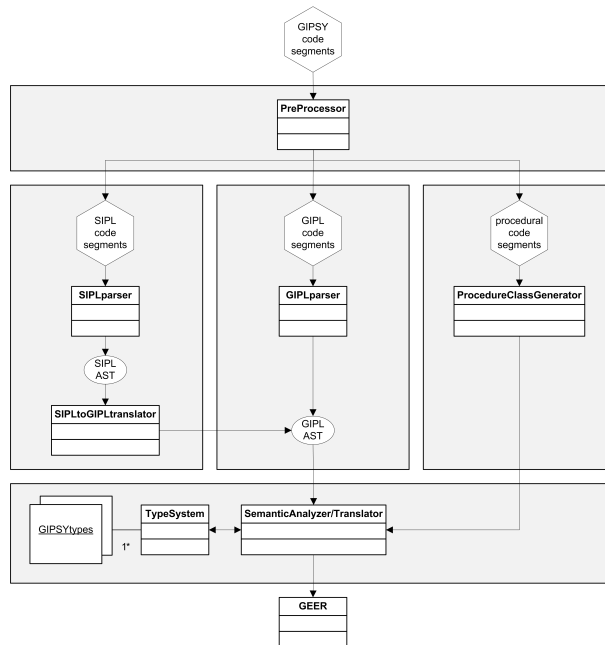 GIPSY
code
segments
PreProcessor
SIPL
code
segments
GIPL
code
segments
procedural
code
segments
SIPLparser
GIPLparser
ProcedureClassGenerator
SIPL
AST
SIPLtoGIPLtranslator
GIPL
AST
GIPSYtypes
1*
TypeSystem
SemanticAnalyzer/Translator
GEER